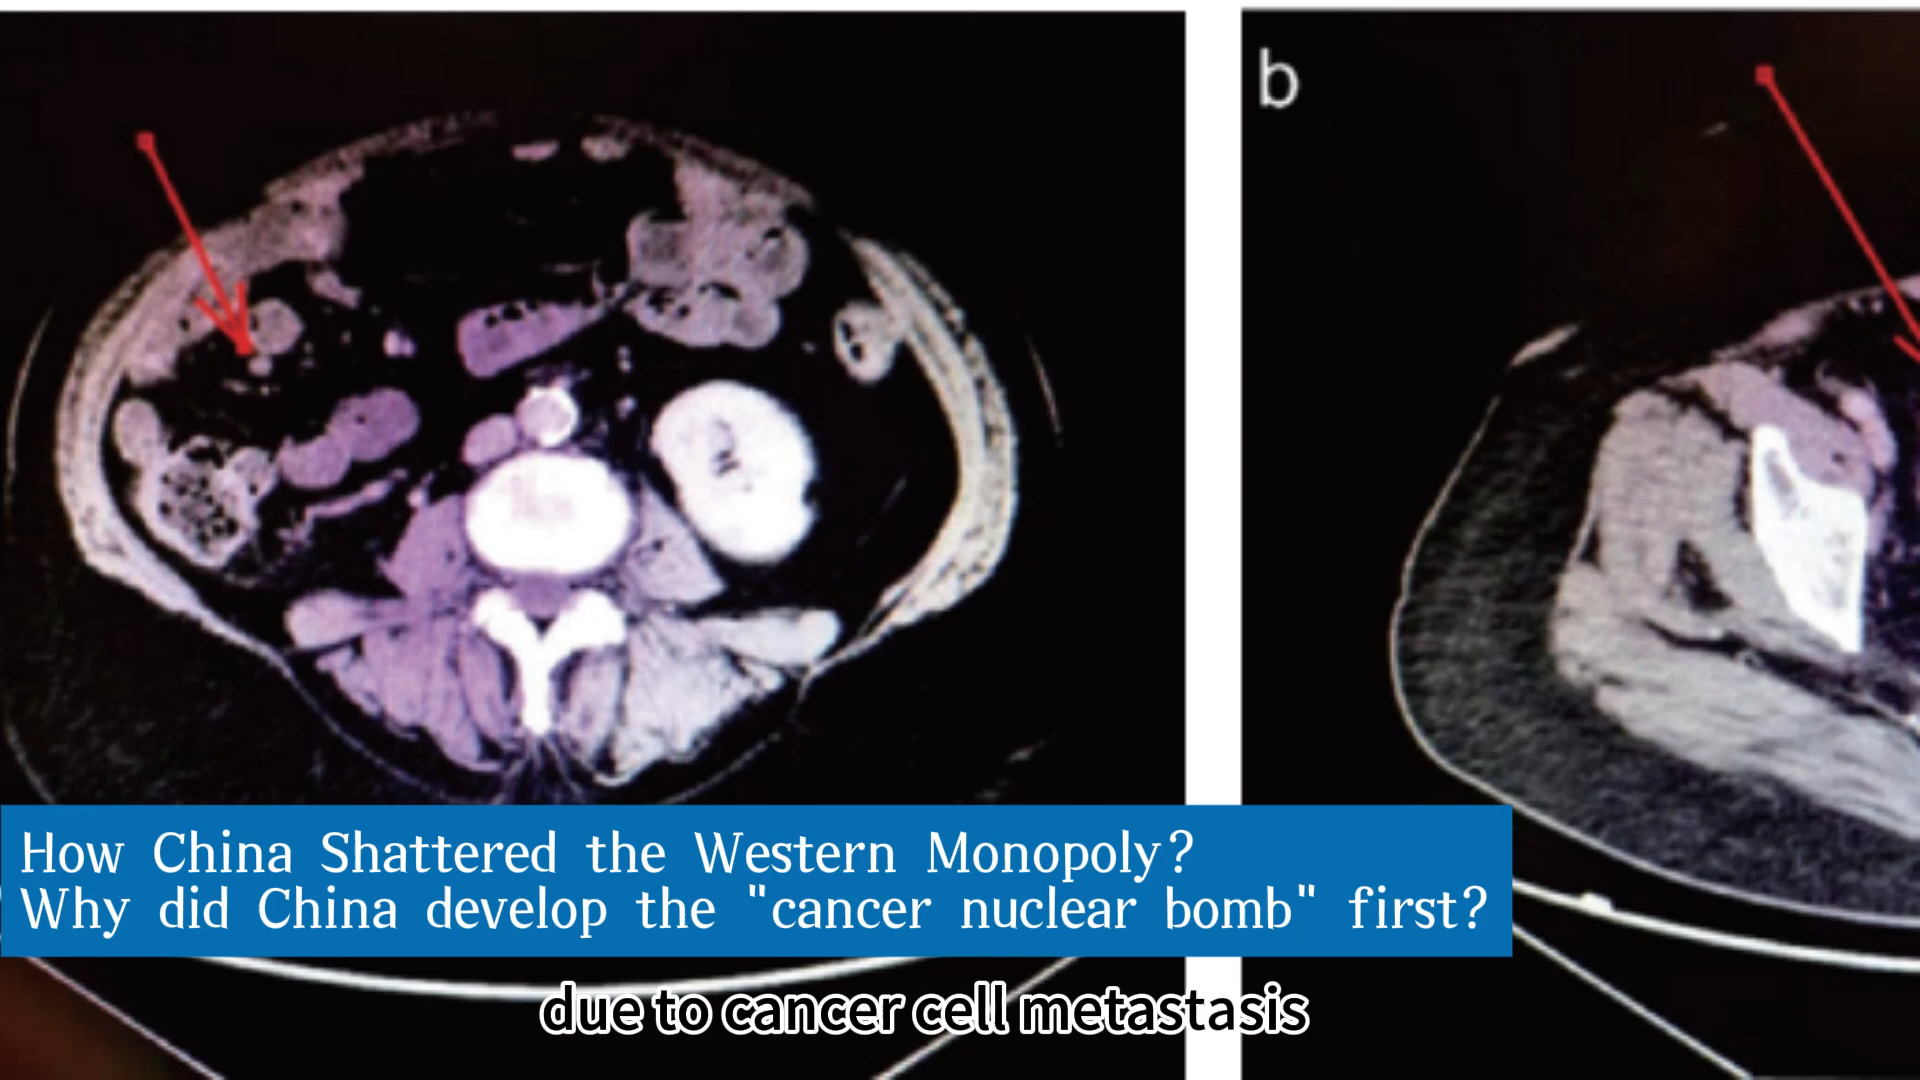 b
How China Shattered the Western Monopoly?
Why did China develop the "cancer nuclear bomb" first?
due to cancer cell metastasis